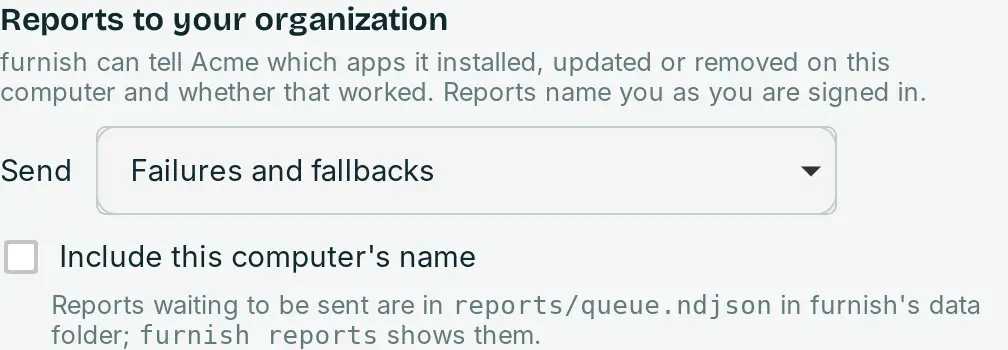 Reports to your organization
furnish can tell Acme which apps it installed, updated or removed on this
computer and whether that worked. Reports name you as you are signed in.
Send
Failures and fallbacks
Include this computer's name
Reports waiting to be sent are in reports/queue.ndjson in furnish's data
folder; furnish reports shows them.